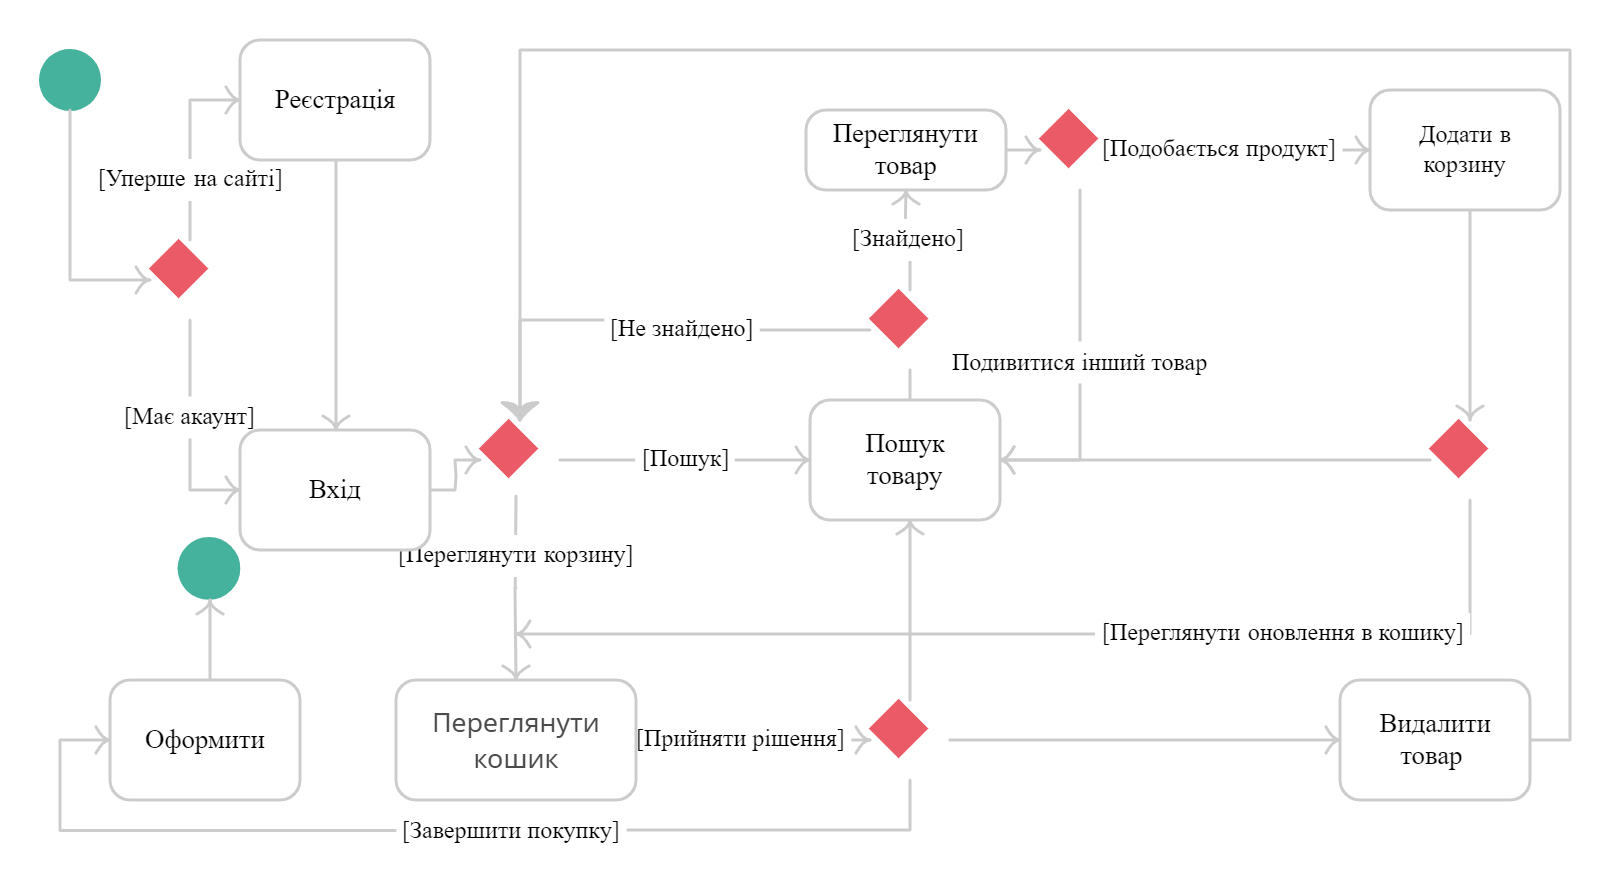 Реєстрація
[Уперше на сайті]
Переглянути
товар
[Подобається продукт]
Додати в
корзину
[Знайдено]
[Не знайдено]
Подивитися інший товар
[Має акаунт]
Вхід
[Пошук]
Пошук
товару
[Переглянути корзину]
[Переглянути оновлення в кошику]
Оформити
Переглянути
кошик
[Прийняти рішення]
Видалити
товар
[Завершити покупку]